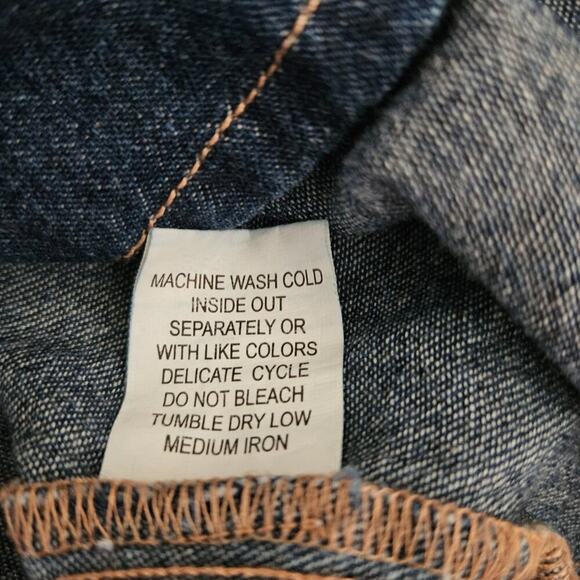 MACHINE WASH COLD
INSIDE OUT
SEPARATELY OR
WITH LIKE COLORS
DELICATE CYCLE
DO NOT BLEACH
TUMBLE DRY LOW
MEDIUM IRON